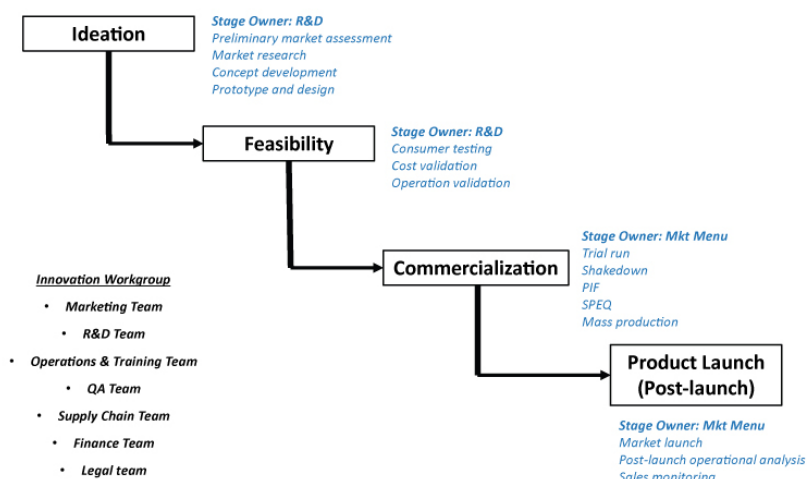 Ideation
Stage Owner: R&D
Preliminary market assessment
Market research
Concept development
Prototype and design
Feasibility
Stage Owner: R&D
Consumer testing
Cost validation
Operation validation
Commercialization
Stage Owner: Mkt Menu
Trial run
Shakedown
PIF
SPEQ
Mass production
Innovation Workgroup
• Marketing Team
• R&D Team
• Operations & Training Team
• QA Team
• Supply Chain Team
• Finance Team
• Legal team
Product Launch
(Post-launch)
Stage Owner: Mkt Menu
Market launch
Post-launch operational analysis
Sales monitoring